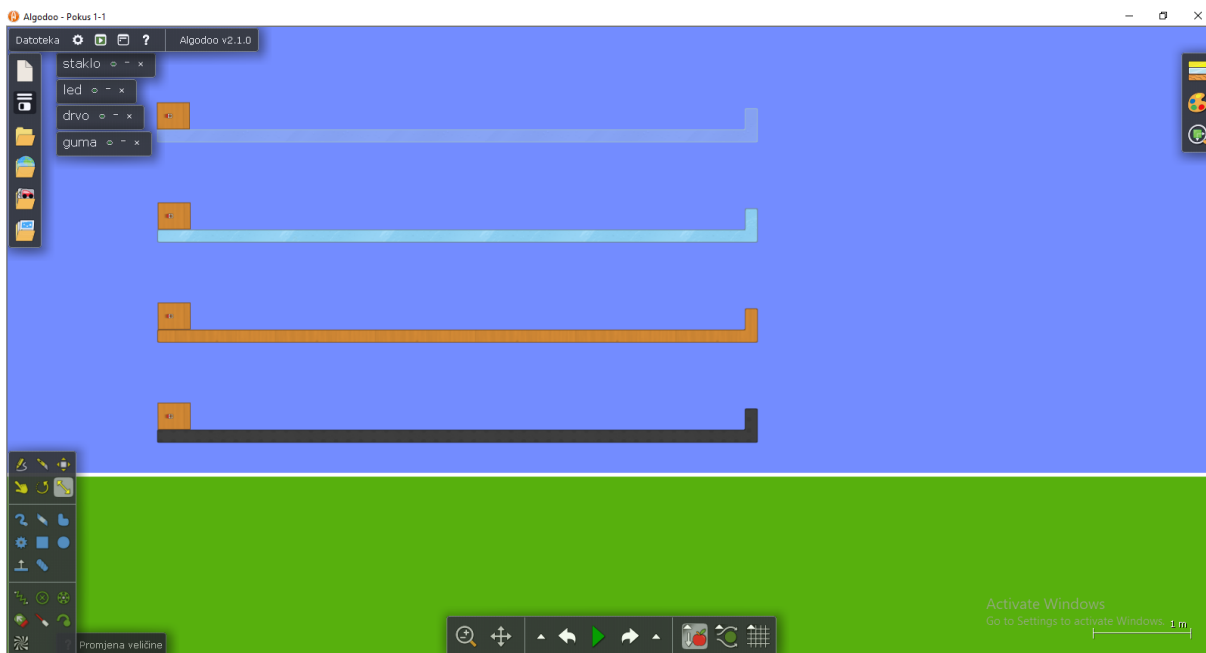 Algodoo - Pokus 1-1
Datoteka ? Algodoo v2.1.0
staklo
led
drvo
guma
Activate Windows
Go to Settings to activate Windows.
1 m
? Promjena veličine